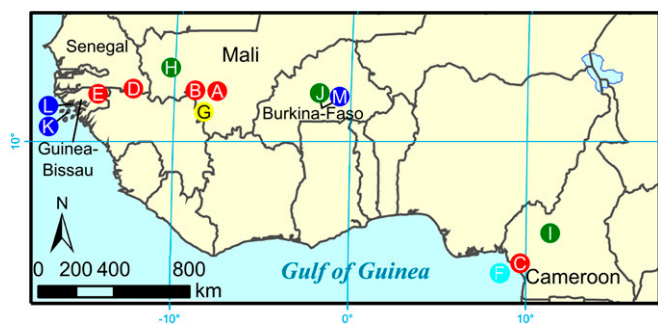 Senegal
Mali
H
E
D
B
A
J
M
L
G
Burkina-Faso
K
10°
Guinea-
Bissau
N
I
0 200 400 800
km
Gulf of Guinea
F
C
Cameroon
-10°
-0°
10°